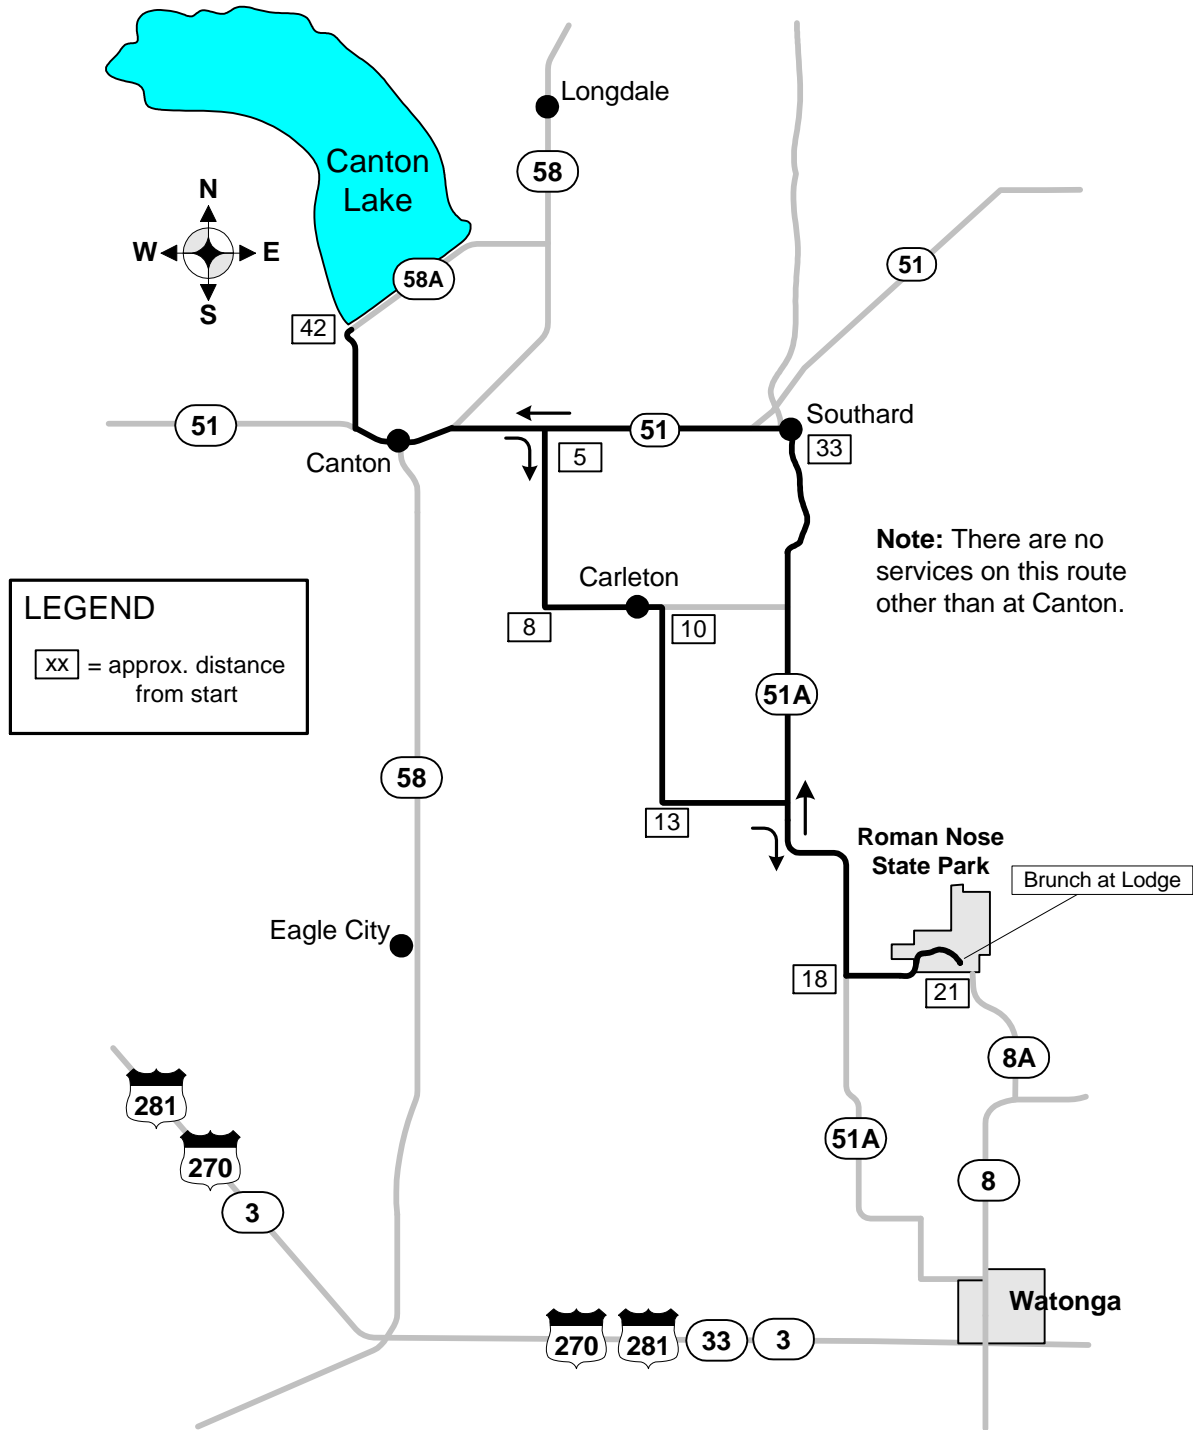 Longdale
Canton
Lake
58
N
W
E
S
58A
51
42
51
51
Southard
33
Canton
5
Note: There are no
services on this route
other than at Canton.
Carleton
8
10
LEGEND
xx = approx. distance
from start
51A
58
13
Roman Nose
State Park
Brunch at Lodge
Eagle City
18
21
8A
281
270
3
51A
8
Watonga
270
281
33
3